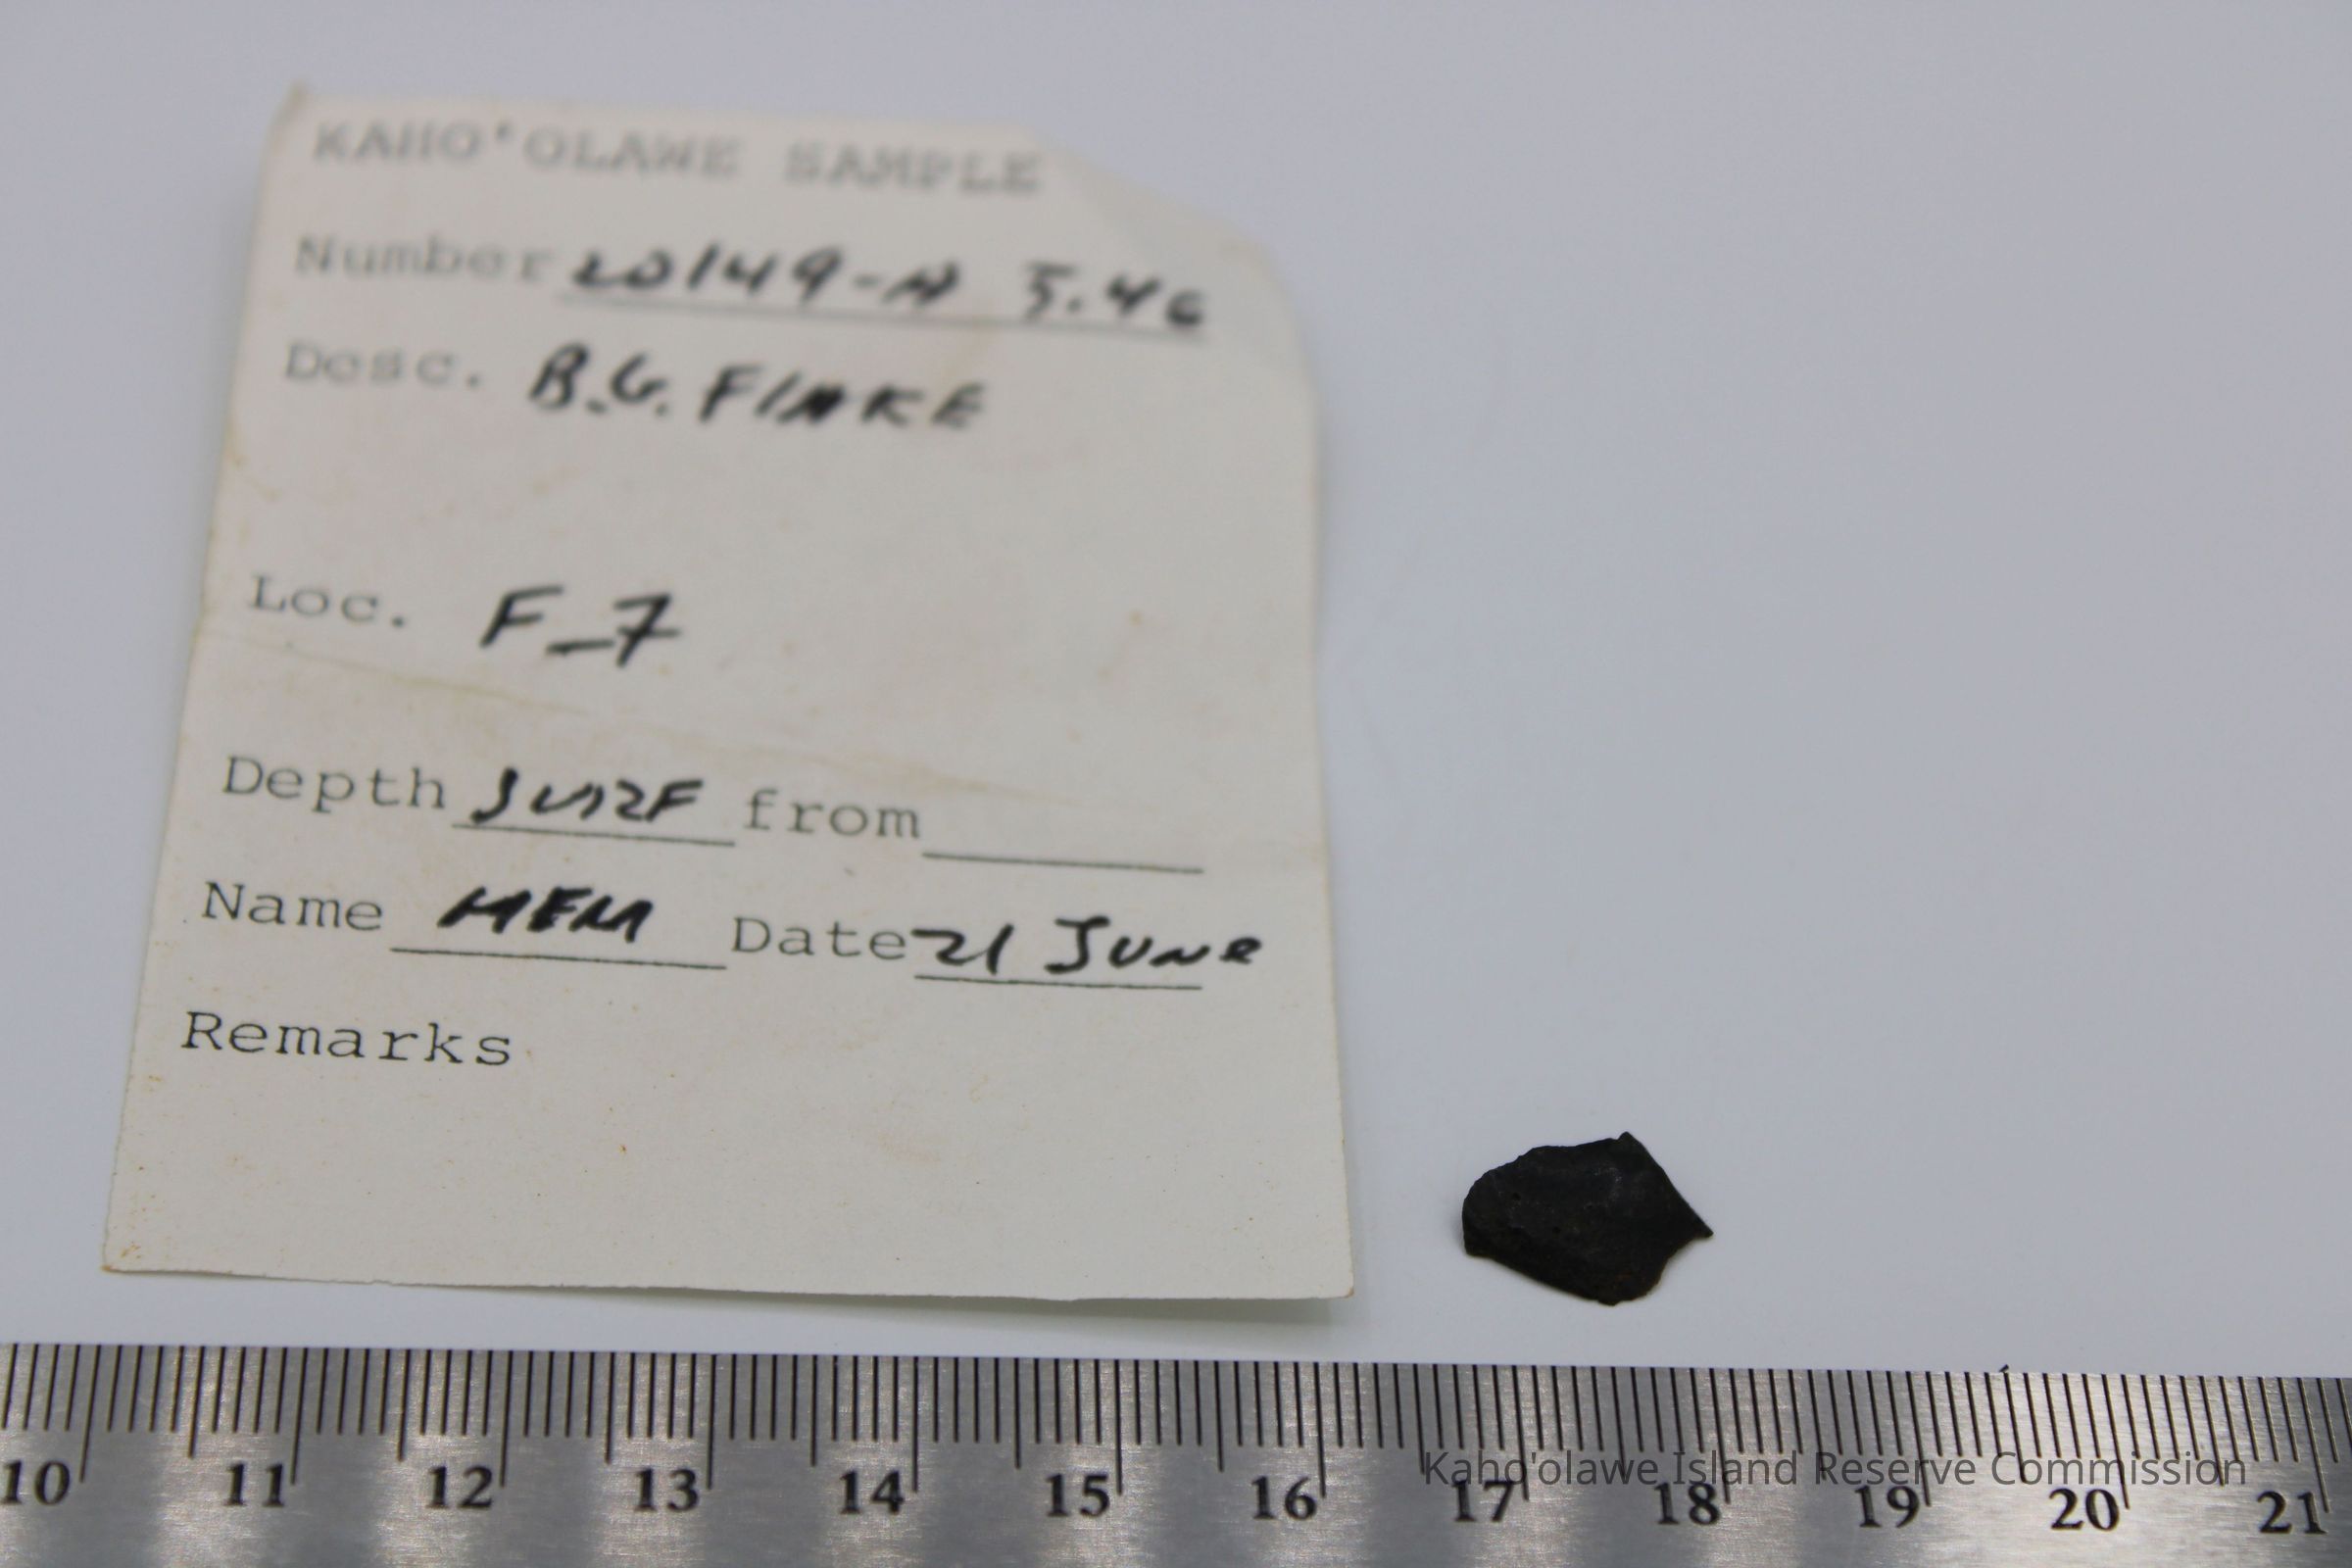 KAHO'OLAWE SAMPLE
Number 20149-A 5.46
Desc. B.G. FlAKE
Loc. F-7
Depth SURF from
Name MEM Date 21 June
Remarks
10 11 12 13 14 15 16 17 18 19 20 21
Kaho'olawe Island Reserve Commission